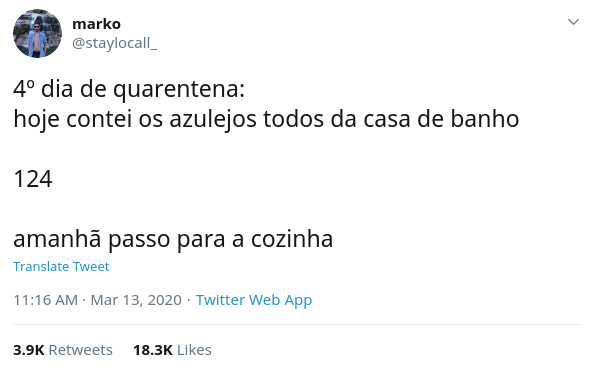 marko
@staylocall_
4º dia de quarentena:
hoje contei os azulejos todos da casa de banho
124
amanhã passo para a cozinha
Translate Tweet
11:16 AM · Mar 13, 2020 · Twitter Web App
3.9K Retweets 18.3K Likes